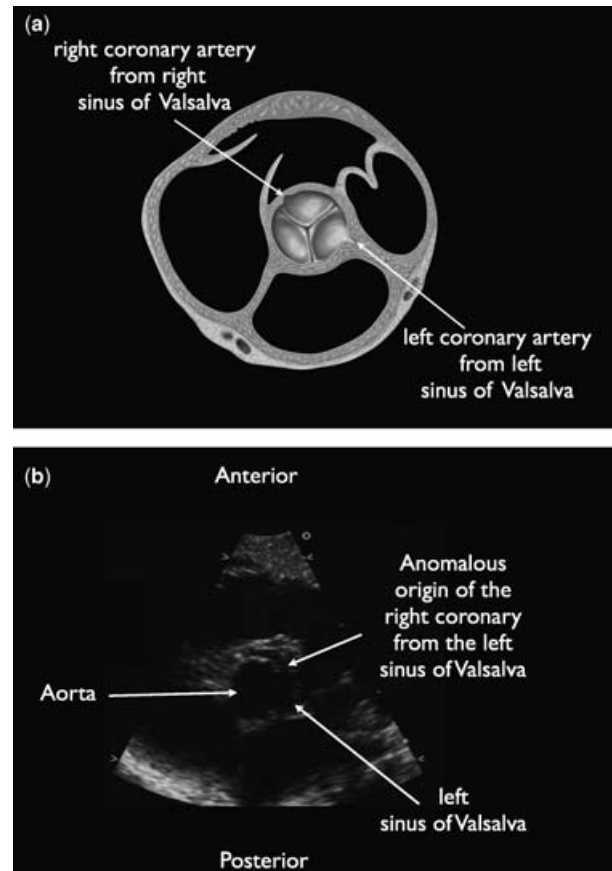 (a)
right coronary artery
from right
sinus of Valsalva
left coronary artery
from left
sinus of Valsalva
(b)
Anterior
Anomalous
origin of the
right coronary
from the left
sinus of Valsalva
Aorta
left
sinus of Valsalva
Posterior